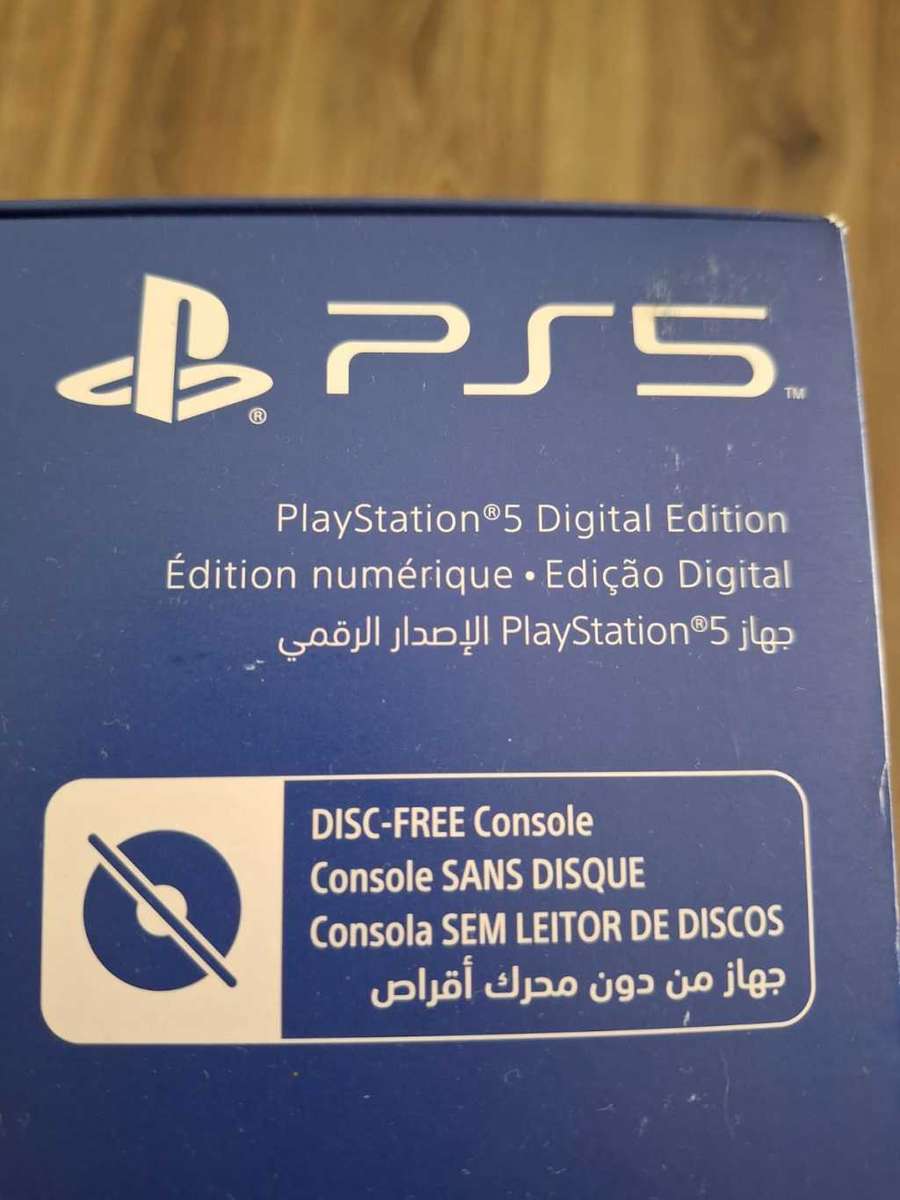 PS5™
PlayStation®5 Digital Edition
Édition numérique • Edição Digital
جهاز PlayStation®5 الإصدار الرقمي
DISC-FREE Console
Console SANS DISQUE
Consola SEM LEITOR DE DISCOS
جهاز من دون محرك أقراص